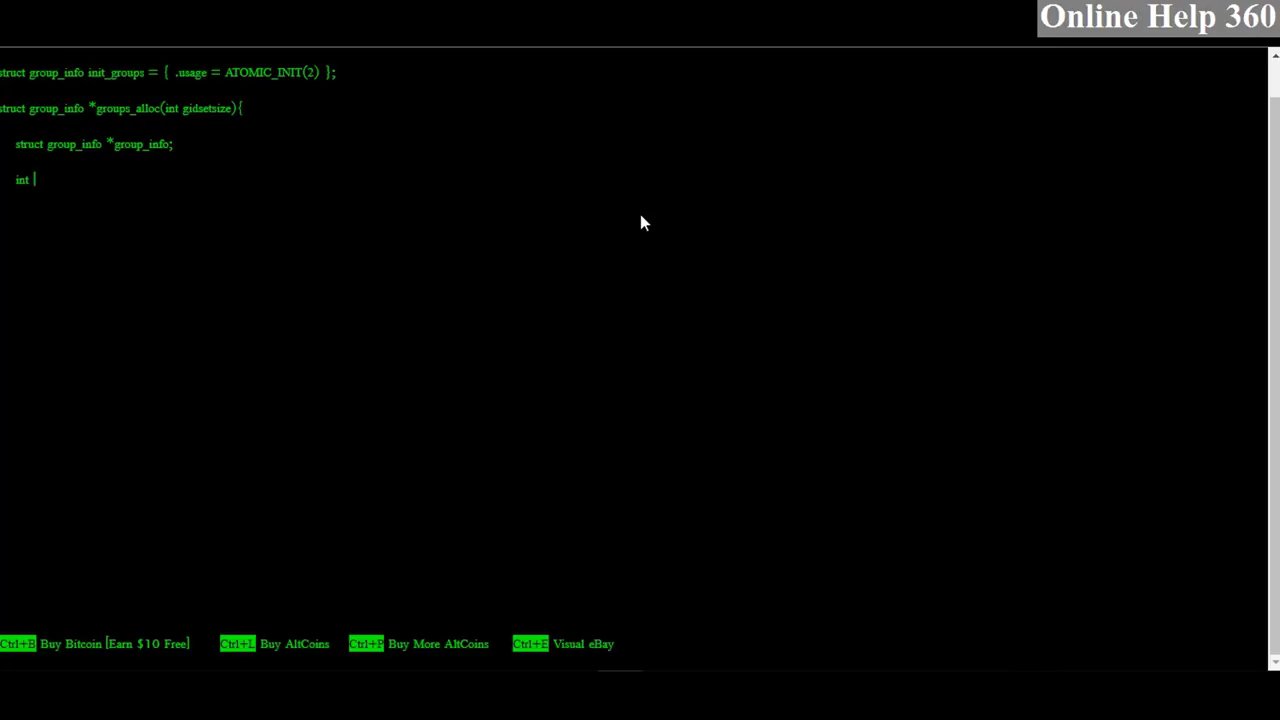 Online Help 360
struct group_info init_groups = { .usage = ATOMIC_INIT(2) };
struct group_info *groups_alloc(int gidsetsize){
struct group_info *group_info;
int |
Ctrl+B Buy Bitcoin [Earn $10 Free] Ctrl+L Buy AltCoins Ctrl+P Buy More AltCoins Ctrl+E Visual eBay